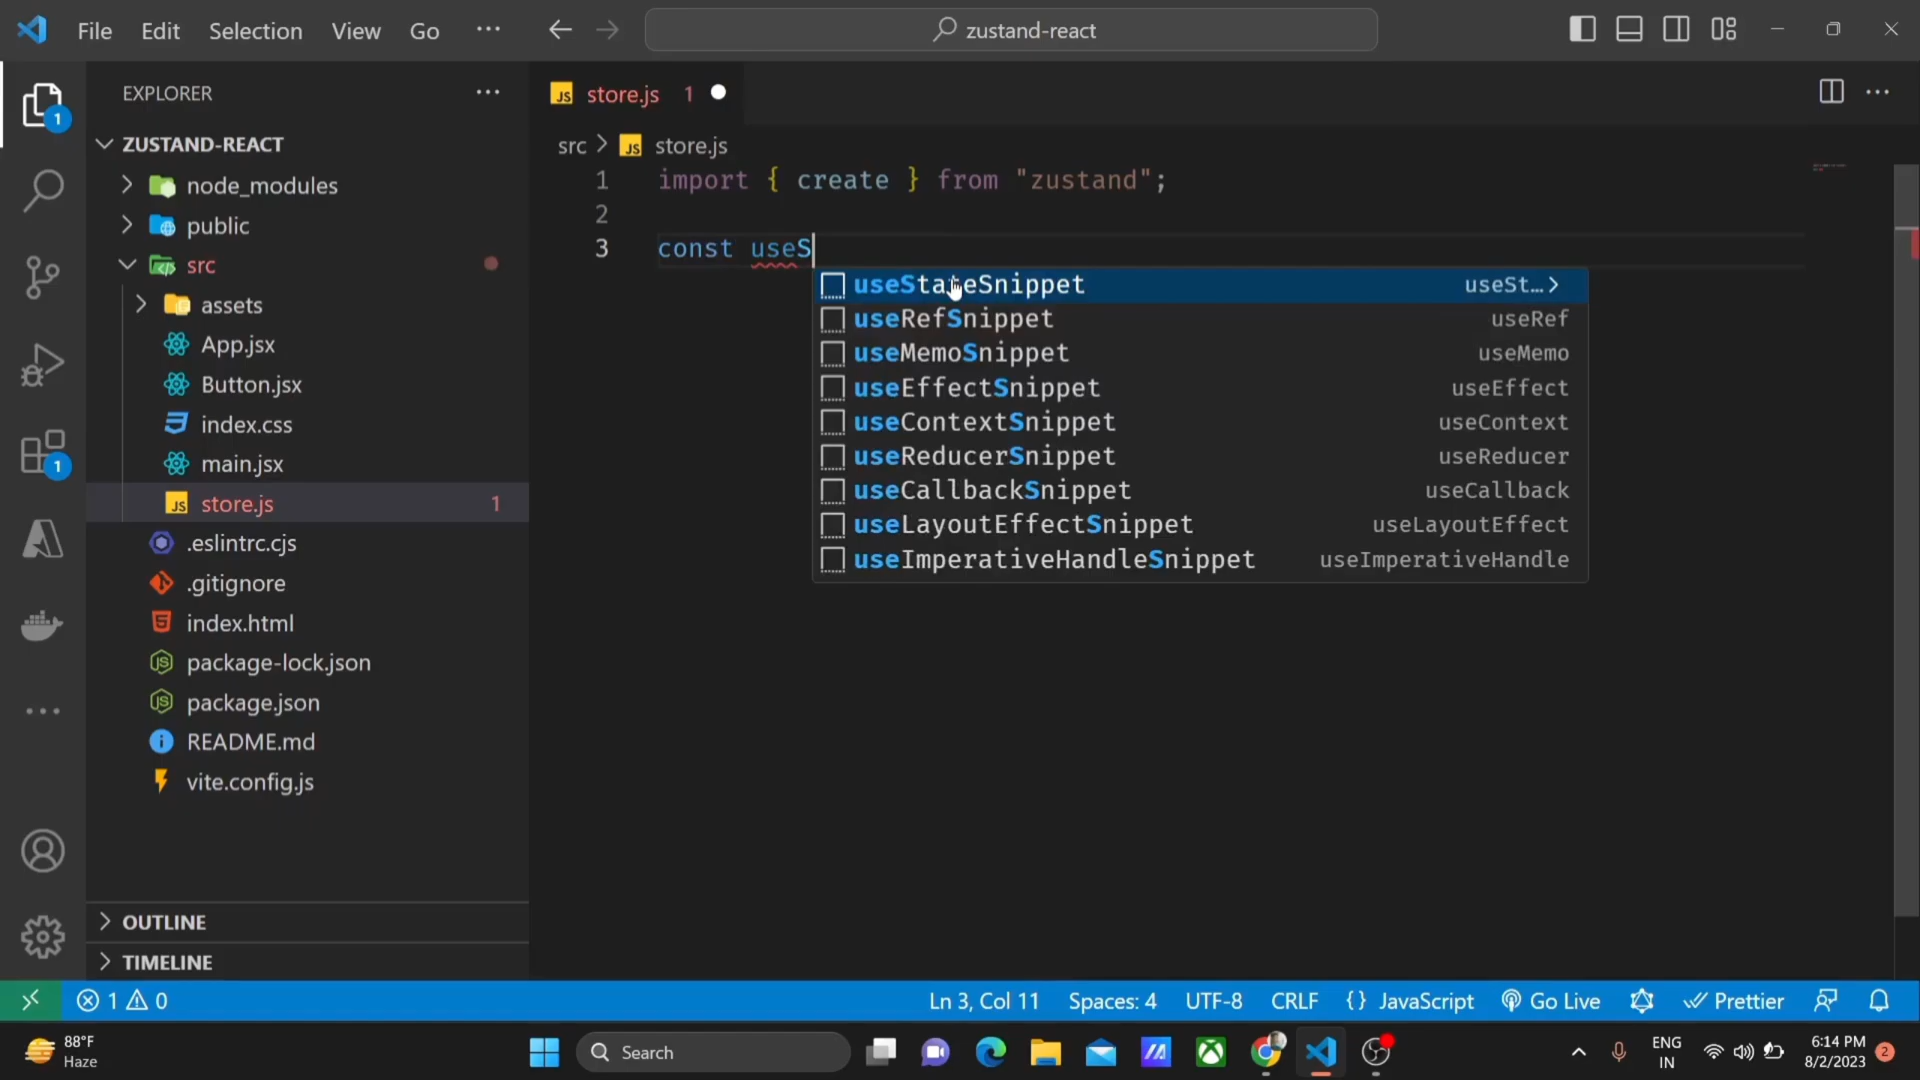 File Edit Selection View Go ···
zustand-react
EXPLORER ···
1
ZUSTAND-REACT
node_modules
public
src
assets
App.jsx
Button.jsx
index.css
main.jsx
store.js 1
.eslintrc.cjs
.gitignore
index.html
package-lock.json
package.json
README.md
vite.config.js
1
OUTLINE
TIMELINE
store.js 1
src > store.js
1 import { create } from "zustand";
2
3 const useS
useStateSnippet useSt…>
useRefSnippet useRef
useMemoSnippet useMemo
useEffectSnippet useEffect
useContextSnippet useContext
useReducerSnippet useReducer
useCallbackSnippet useCallback
useLayoutEffectSnippet useLayoutEffect
useImperativeHandleSnippet useImperativeHandle
1 0 Ln 3, Col 11 Spaces: 4 UTF-8 CRLF {} JavaScript Go Live Prettier
88°F
Haze
Search
ENG
IN
6:14 PM
8/2/2023
2